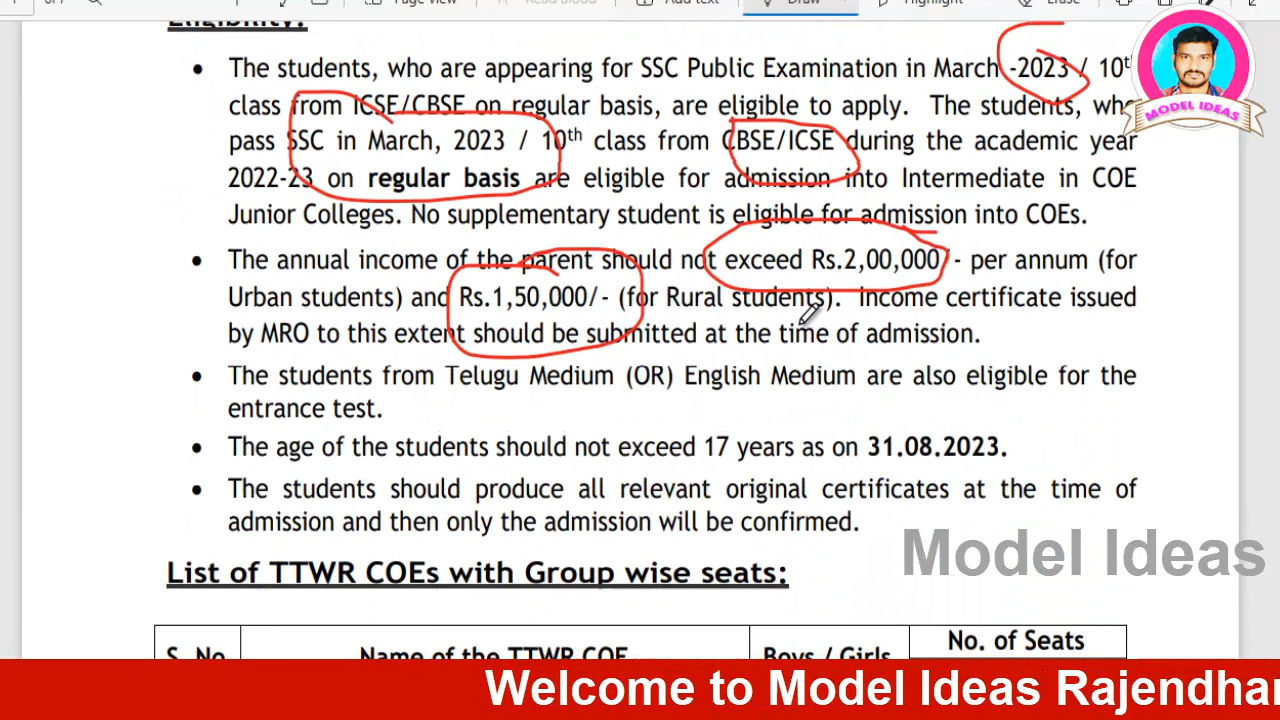 Page view
Read aloud
Add text
Draw
Highlight
Erase
Eligibility:
• The students, who are appearing for SSC Public Examination in March -2023 / 10th
class from ICSE/CBSE on regular basis, are eligible to apply. The students, who
pass SSC in March, 2023 / 10th class from CBSE/ICSE during the academic year
2022-23 on regular basis are eligible for admission into Intermediate in COE
Junior Colleges. No supplementary student is eligible for admission into COEs.
• The annual income of the parent should not exceed Rs.2,00,000/- per annum (for
Urban students) and Rs.1,50,000/- (for Rural students). Income certificate issued
by MRO to this extent should be submitted at the time of admission.
• The students from Telugu Medium (OR) English Medium are also eligible for the
entrance test.
• The age of the students should not exceed 17 years as on 31.08.2023.
• The students should produce all relevant original certificates at the time of
admission and then only the admission will be confirmed.
List of TTWR COEs with Group wise seats:
S. No
Name of the TTWR COE
Boys / Girls
No. of Seats
MODEL IDEAS
Model Ideas
Welcome to Model Ideas Rajendhar